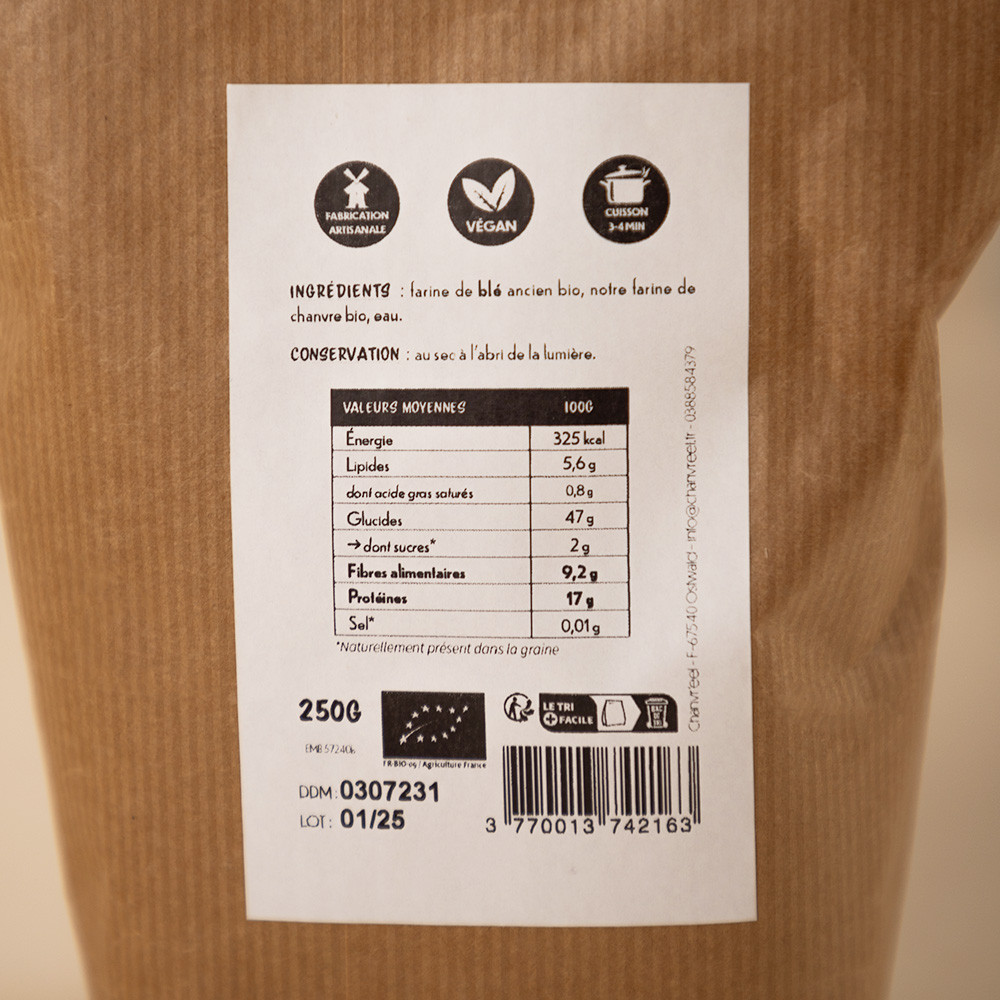 FABRICATION
ARTISANALE
VÉGAN
CUISSON
3-4 MIN
INGRÉDIENTS : farine de blé ancien bio, notre farine de
chanvre bio, eau.
CONSERVATION : au sec à l'abri de la lumière.
VALEURS MOYENNES 100G
Énergie 325 kcal
Lipides 5,6 g
dont acide gras saturés 0,8 g
Glucides 47 g
→ dont sucres* 2 g
Fibres alimentaires 9,2 g
Protéines 17 g
Sel* 0,01 g
*Naturellement présent dans la graine
Chanvr'eel - F-67540 Ostwald - info@chanvreel.fr - 0388584379
250G
EMB 57240
FR-BIO-09 / Agriculture France
LE TRI
+ FACILE
BAC
DE
TRI
DDM : 0307231
LOT : 01/25
3 770013 742163